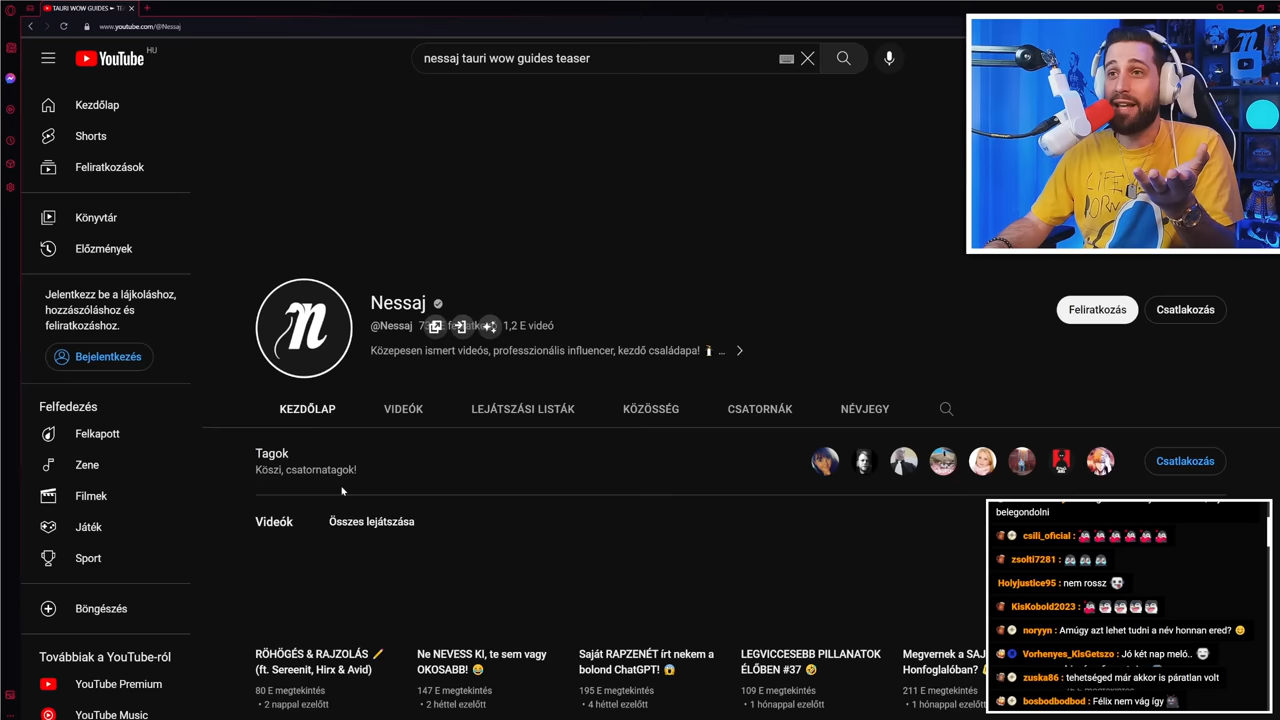 TAURI WOW GUIDES
www.youtube.com/@Nessaj
YouTube HU
nessaj tauri wow guides teaser
Kezdőlap
Shorts
Feliratkozások
Könyvtár
Előzmények
Jelentkezz be a lájkoláshoz,
hozzászóláshoz és
feliratkozáshoz.
Bejelentkezés
Felfedezés
Felkapott
Zene
Filmek
Játék
Sport
Böngészés
Továbbiak a YouTube-ról
YouTube Premium
YouTube Music
Nessaj
@Nessaj
1,2 E videó
Közepesen ismert videós, professzionális influencer, kezdő családapa! ...
Feliratkozás
Csatlakozás
KEZDŐLAP
VIDEÓK
LEJÁTSZÁSI LISTÁK
KÖZÖSSÉG
CSATORNÁK
NÉVJEGY
Tagok
Köszi, csatornatagok!
Csatlakozás
Videók
Összes lejátszása
RÖHÖGÉS & RAJZOLÁS 🖍️
(ft. Sereenit, Hirx & Avid)
80 E megtekintés
• 2 nappal ezelőtt
Ne NEVESS KI, te sem vagy
OKOSABB! 😂
147 E megtekintés
• 2 héttel ezelőtt
Saját RAPZENÉT írt nekem a
bolond ChatGPT! 😱
195 E megtekintés
• 4 héttel ezelőtt
LEGVICCESEBB PILLANATOK
ÉLŐBEN #37 🤣
109 E megtekintés
• 1 hónappal ezelőtt
Megvernek a SAJ
Honfoglalóban?
211 E megtekintés
• 1 hónappal ezelőtt
belegondolni
csili_oficial :
zsolti7281 :
Holyjustice95 : nem rossz
KisKobold2023 :
noryyn : Amúgy azt lehet tudni a név honnan ered? 😊
Vorhenyes_KisGetszo : Jó két nap meló..
zuska86 : tehetséged már akkor is páratlan volt
bosbodbodbod : Félix nem vág így